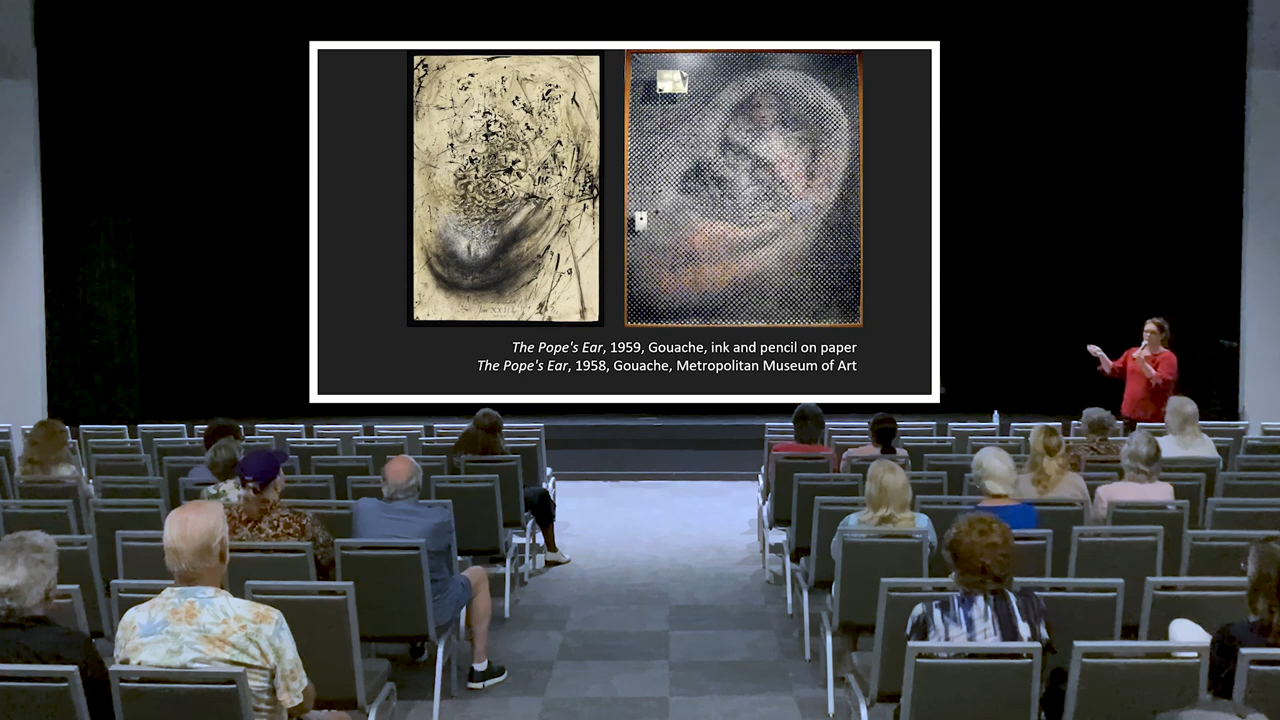 The Pope's Ear, 1959, Gouache, ink and pencil on paper
The Pope's Ear, 1958, Gouache, Metropolitan Museum of Art